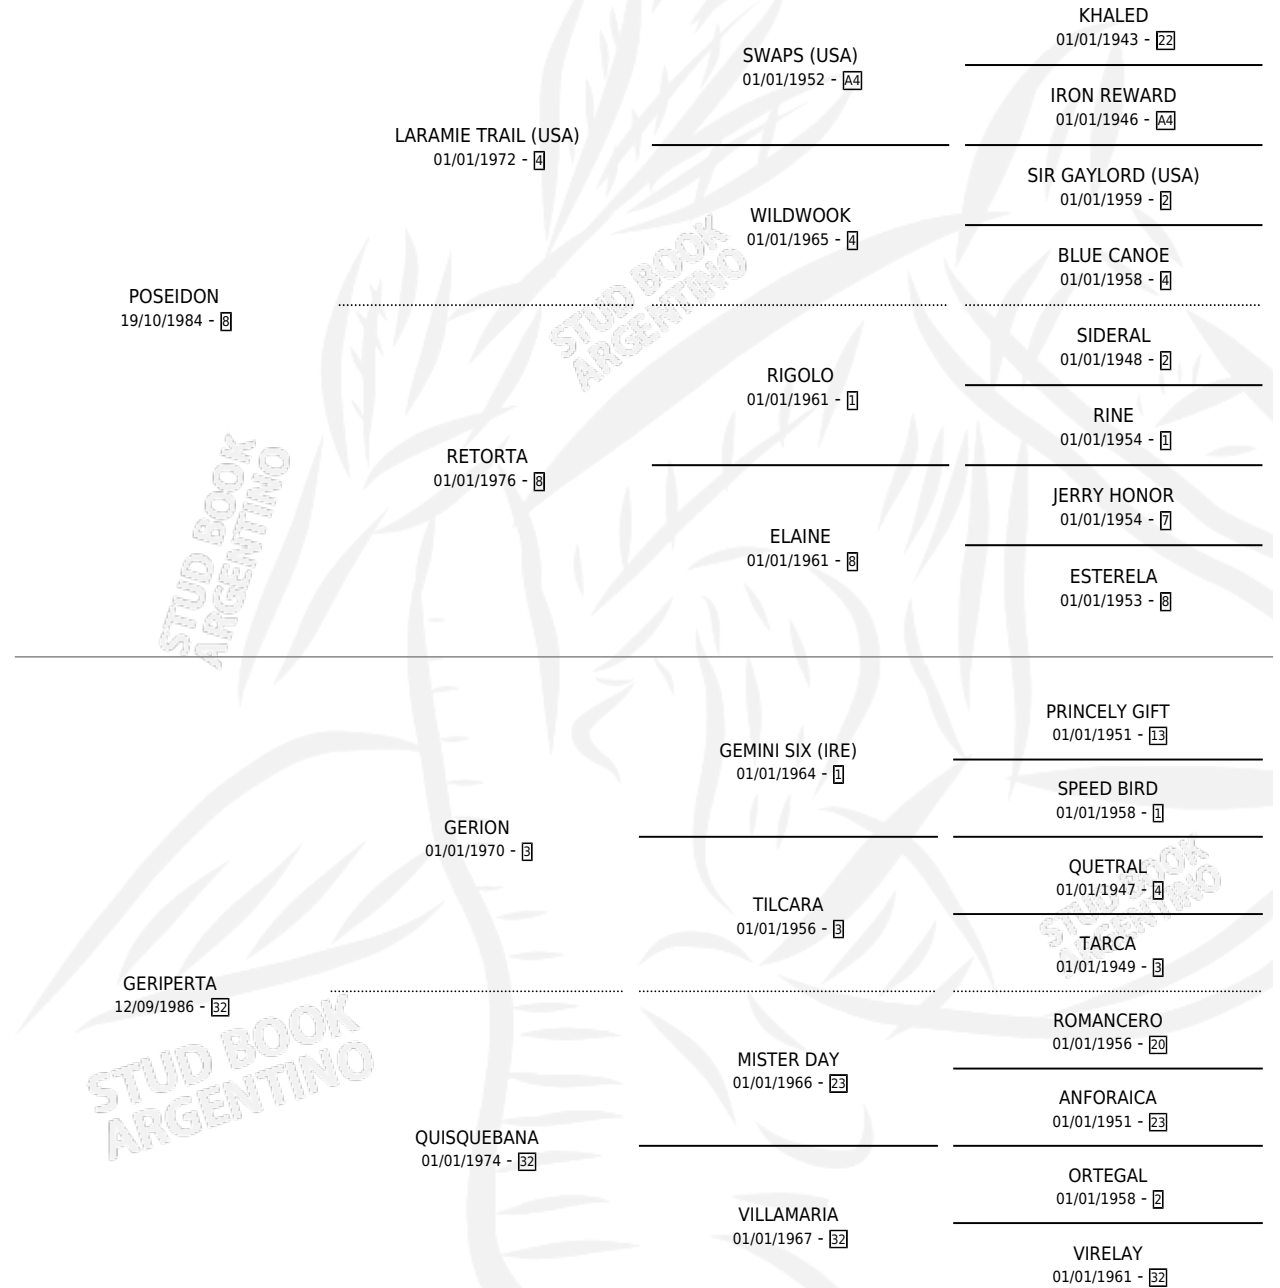 KHALED
01/01/1943 - 22
SWAPS (USA)
01/01/1952 - A4
IRON REWARD
01/01/1946 - A4
LARAMIE TRAIL (USA)
01/01/1972 - 4
SIR GAYLORD (USA)
01/01/1959 - 2
WILDWOOK
01/01/1965 - 4
BLUE CANOE
01/01/1958 - 4
POSEIDON
19/10/1984 - 8
SIDERAL
01/01/1948 - 2
RIGOLO
01/01/1961 - 1
RINE
01/01/1954 - 1
RETORTA
01/01/1976 - 8
JERRY HONOR
01/01/1954 - 7
ELAINE
01/01/1961 - 8
ESTERELA
01/01/1953 - 8
PRINCELY GIFT
01/01/1951 - 13
GEMINI SIX (IRE)
01/01/1964 - 1
SPEED BIRD
01/01/1958 - 1
GERION
01/01/1970 - 3
QUETRAL
01/01/1947 - 4
TILCARA
01/01/1956 - 3
TARCA
01/01/1949 - 3
GERIPERTA
12/09/1986 - 32
ROMANCERO
01/01/1956 - 20
MISTER DAY
01/01/1966 - 23
ANFORAICA
01/01/1951 - 23
QUISQUEBANA
01/01/1974 - 32
ORTEGAL
01/01/1958 - 2
VILLAMARIA
01/01/1967 - 32
VIRELAY
01/01/1961 - 32
STUD BOOK
ARGENTINO
STUD BOOK
ARGENTINO
STUD BOOK
ARGENTINO
STUD BOOK
ARGENTINO